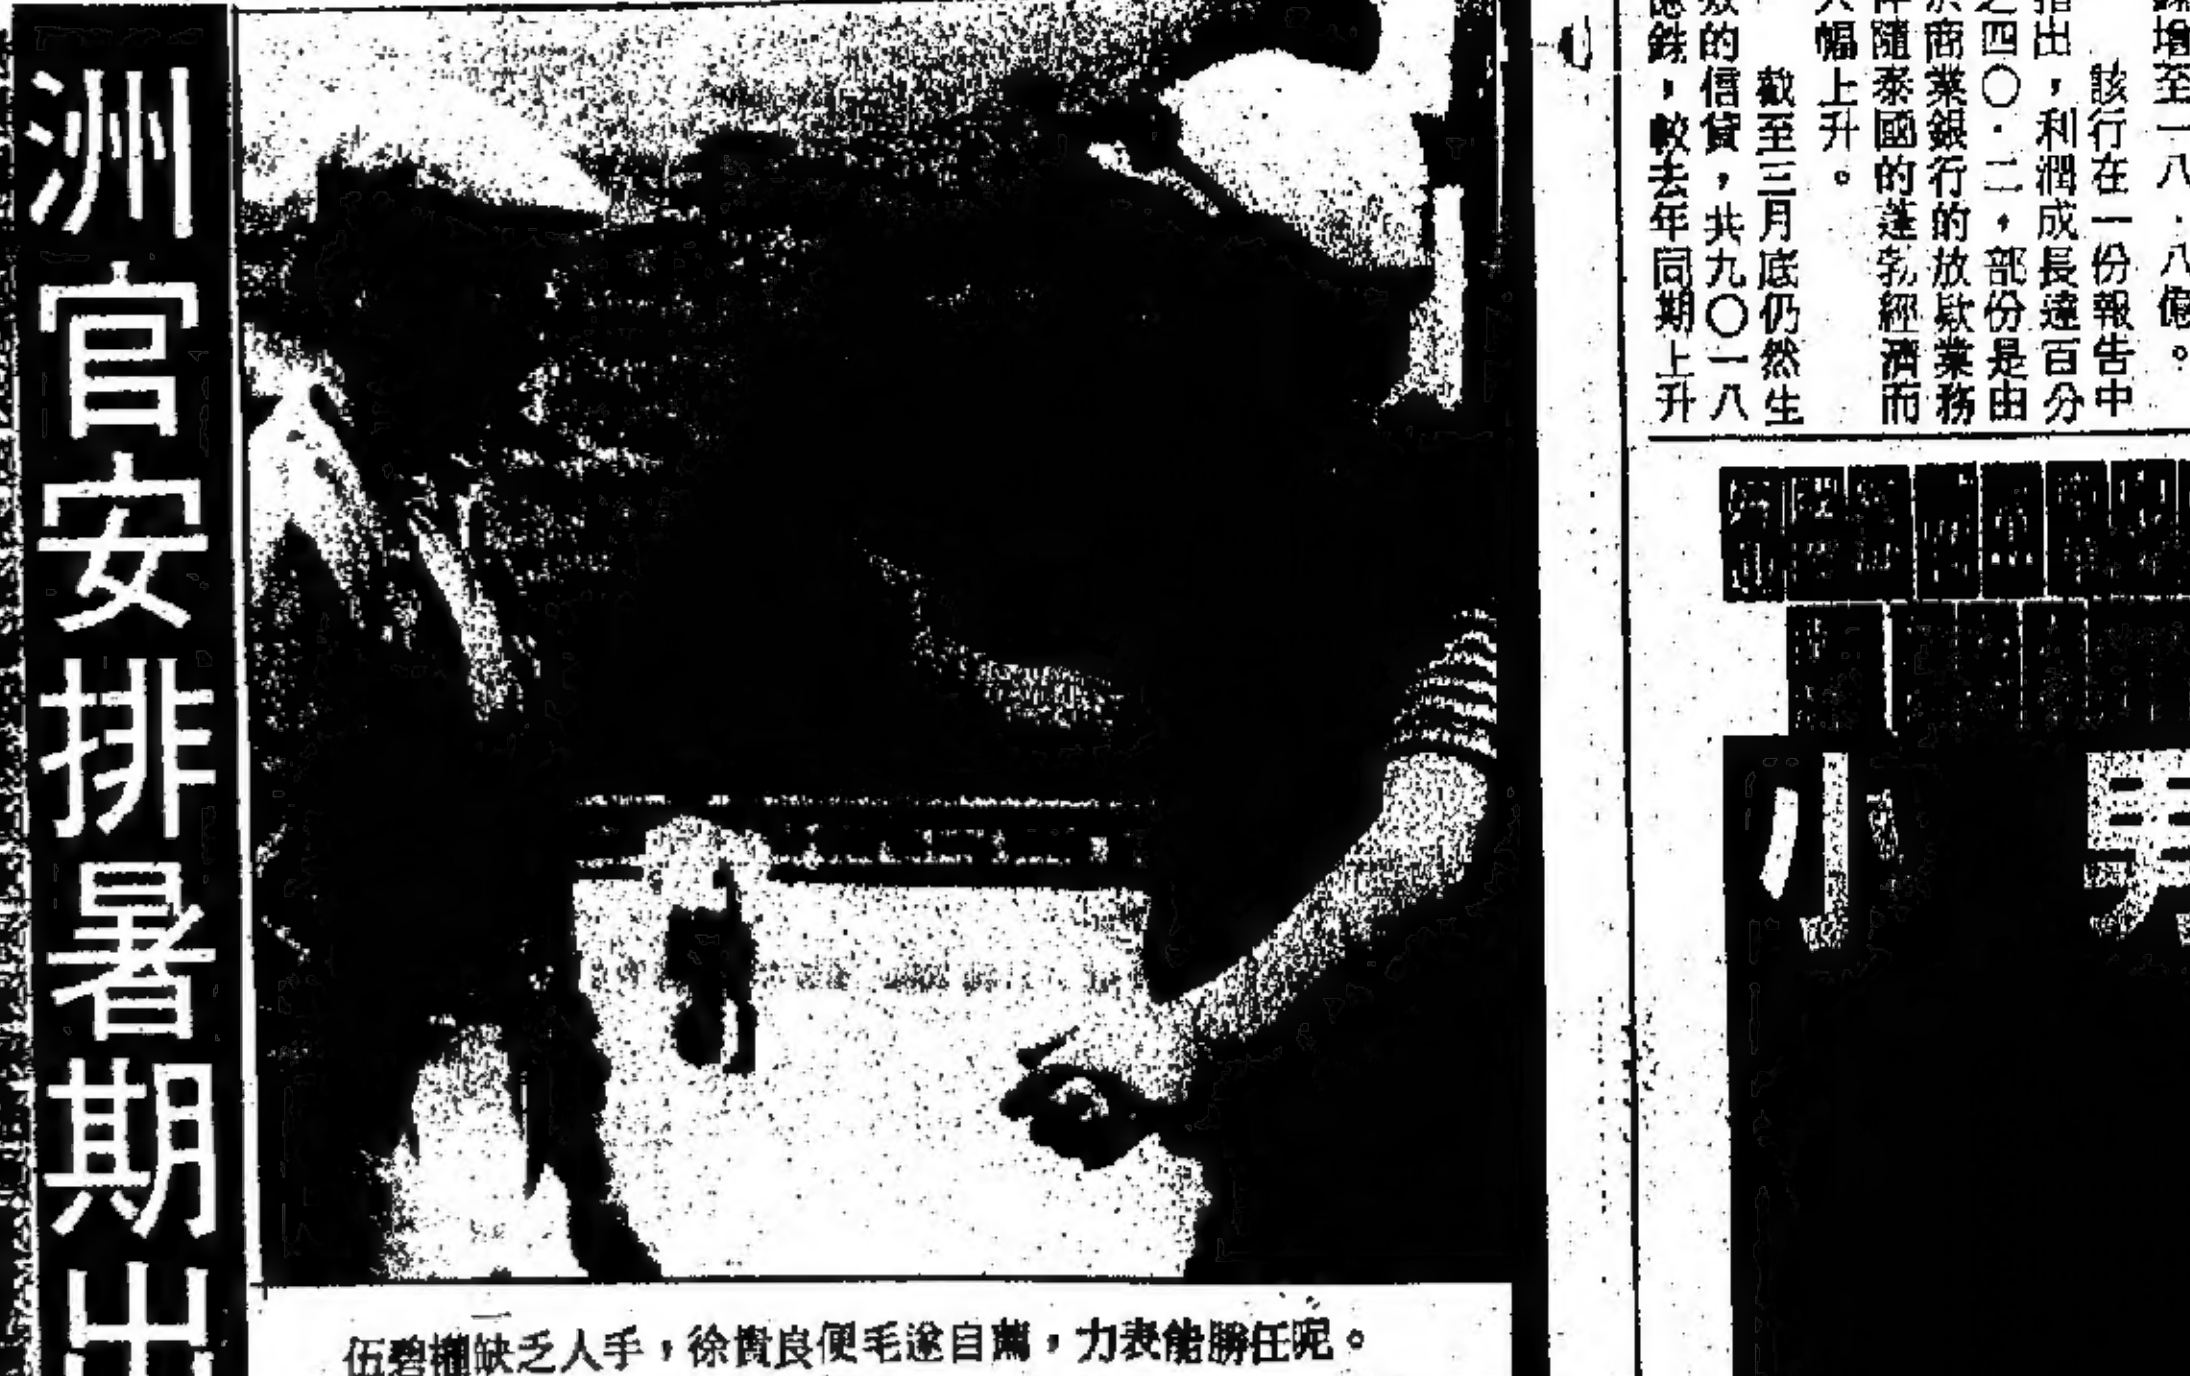 銖增至一八．八億。
該行在一份報告中
指出，利潤成長達百分
之四〇．二，部份是由
於商業銀行的放欵業務
伴隨泰國的蓬勃經濟而
大幅上升。
截至三月底仍然生
效的信貸，共九〇一八
億銖，較去年同期上升
小 男
洲官安排暑期出
伍碧權缺乏人手，徐貴良便毛遂自薦，力表能勝任呢。